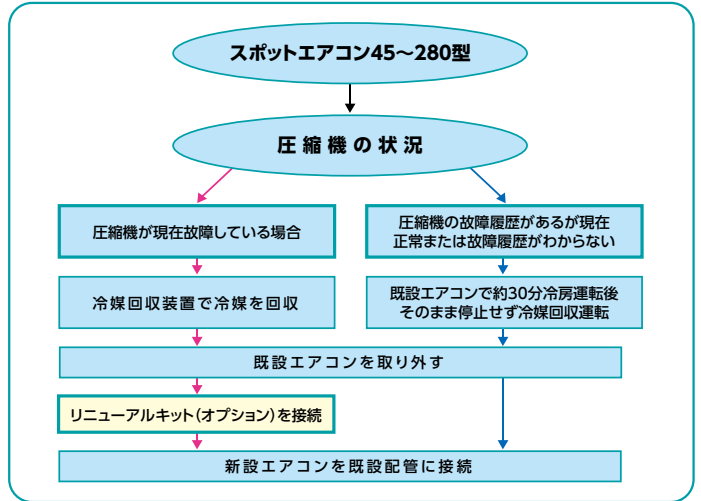 スポットエアコン45〜280型
圧縮機の状況
圧縮機が現在故障している場合
圧縮機の故障履歴があるが現在
正常または故障履歴がわからない
冷媒回収装置で冷媒を回収
既設エアコンで約30分冷房運転後
そのまま停止せず冷媒回収運転
既設エアコンを取り外す
リニューアルキット(オプション)を接続
新設エアコンを既設配管に接続